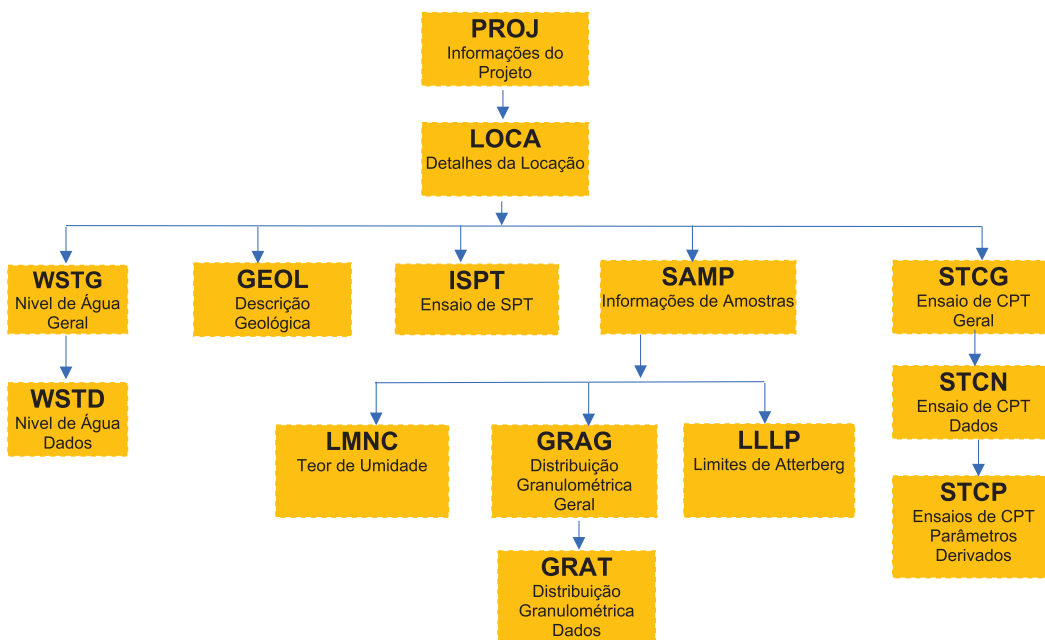 PROJ
Informações do
Projeto
LOCA
Detalhes da Locação
WSTG
Nivel de Água
Geral
GEOL
Descrição
Geológica
ISPT
Ensaio de SPT
SAMP
Informações de Amostras
STCG
Ensaio de CPT
Geral
WSTD
Nivel de Água
Dados
STCN
Ensaio de CPT
Dados
LMNC
Teor de Umidade
GRAG
Distribuição
Granulométrica
Geral
LLLP
Limites de Atterberg
STCP
Ensaios de CPT
Parâmetros
Derivados
GRAT
Distribuição
Granulométrica
Dados